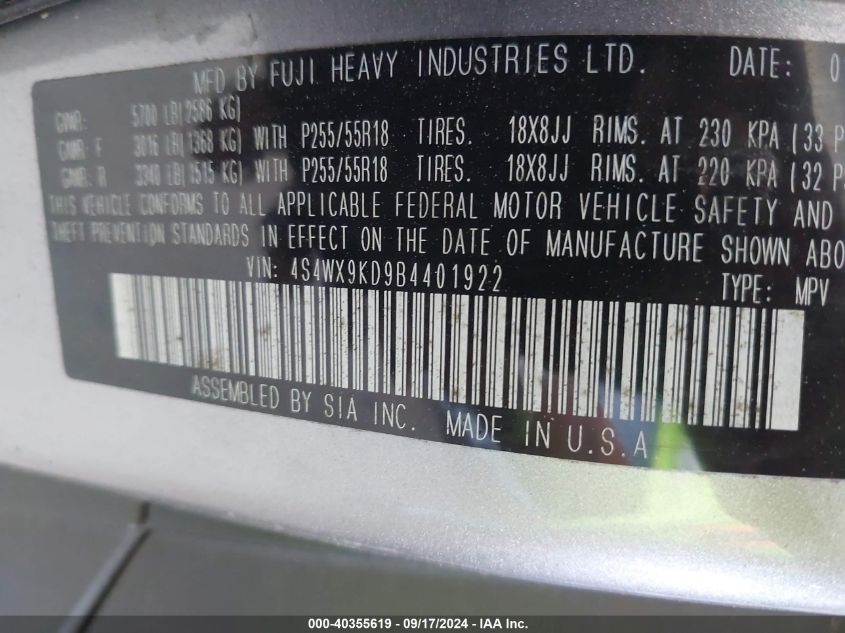 MFD BY FUJI HEAVY INDUSTRIES LTD. DATE: 0
GVWR: 5700 LB(2586 KG)
GAWR F 3016 LB(1368 KG) WITH P255/55R18 TIRES. 18X8JJ RIMS. AT 230 KPA (33 P
GAWR R 3340 LB(1515 KG) WITH P255/55R18 TIRES. 18X8JJ RIMS. AT 220 KPA (32 P
THIS VEHICLE CONFORMS TO ALL APPLICABLE FEDERAL MOTOR VEHICLE SAFETY AND
THEFT PREVENTION STANDARDS IN EFFECT ON THE DATE OF MANUFACTURE SHOWN ABO
VIN: 4S4WX9KD9B4401922 TYPE: MPV
ASSEMBLED BY SIA INC. MADE IN U.S.A.
000-40355619 - 09/17/2024 - IAA Inc.